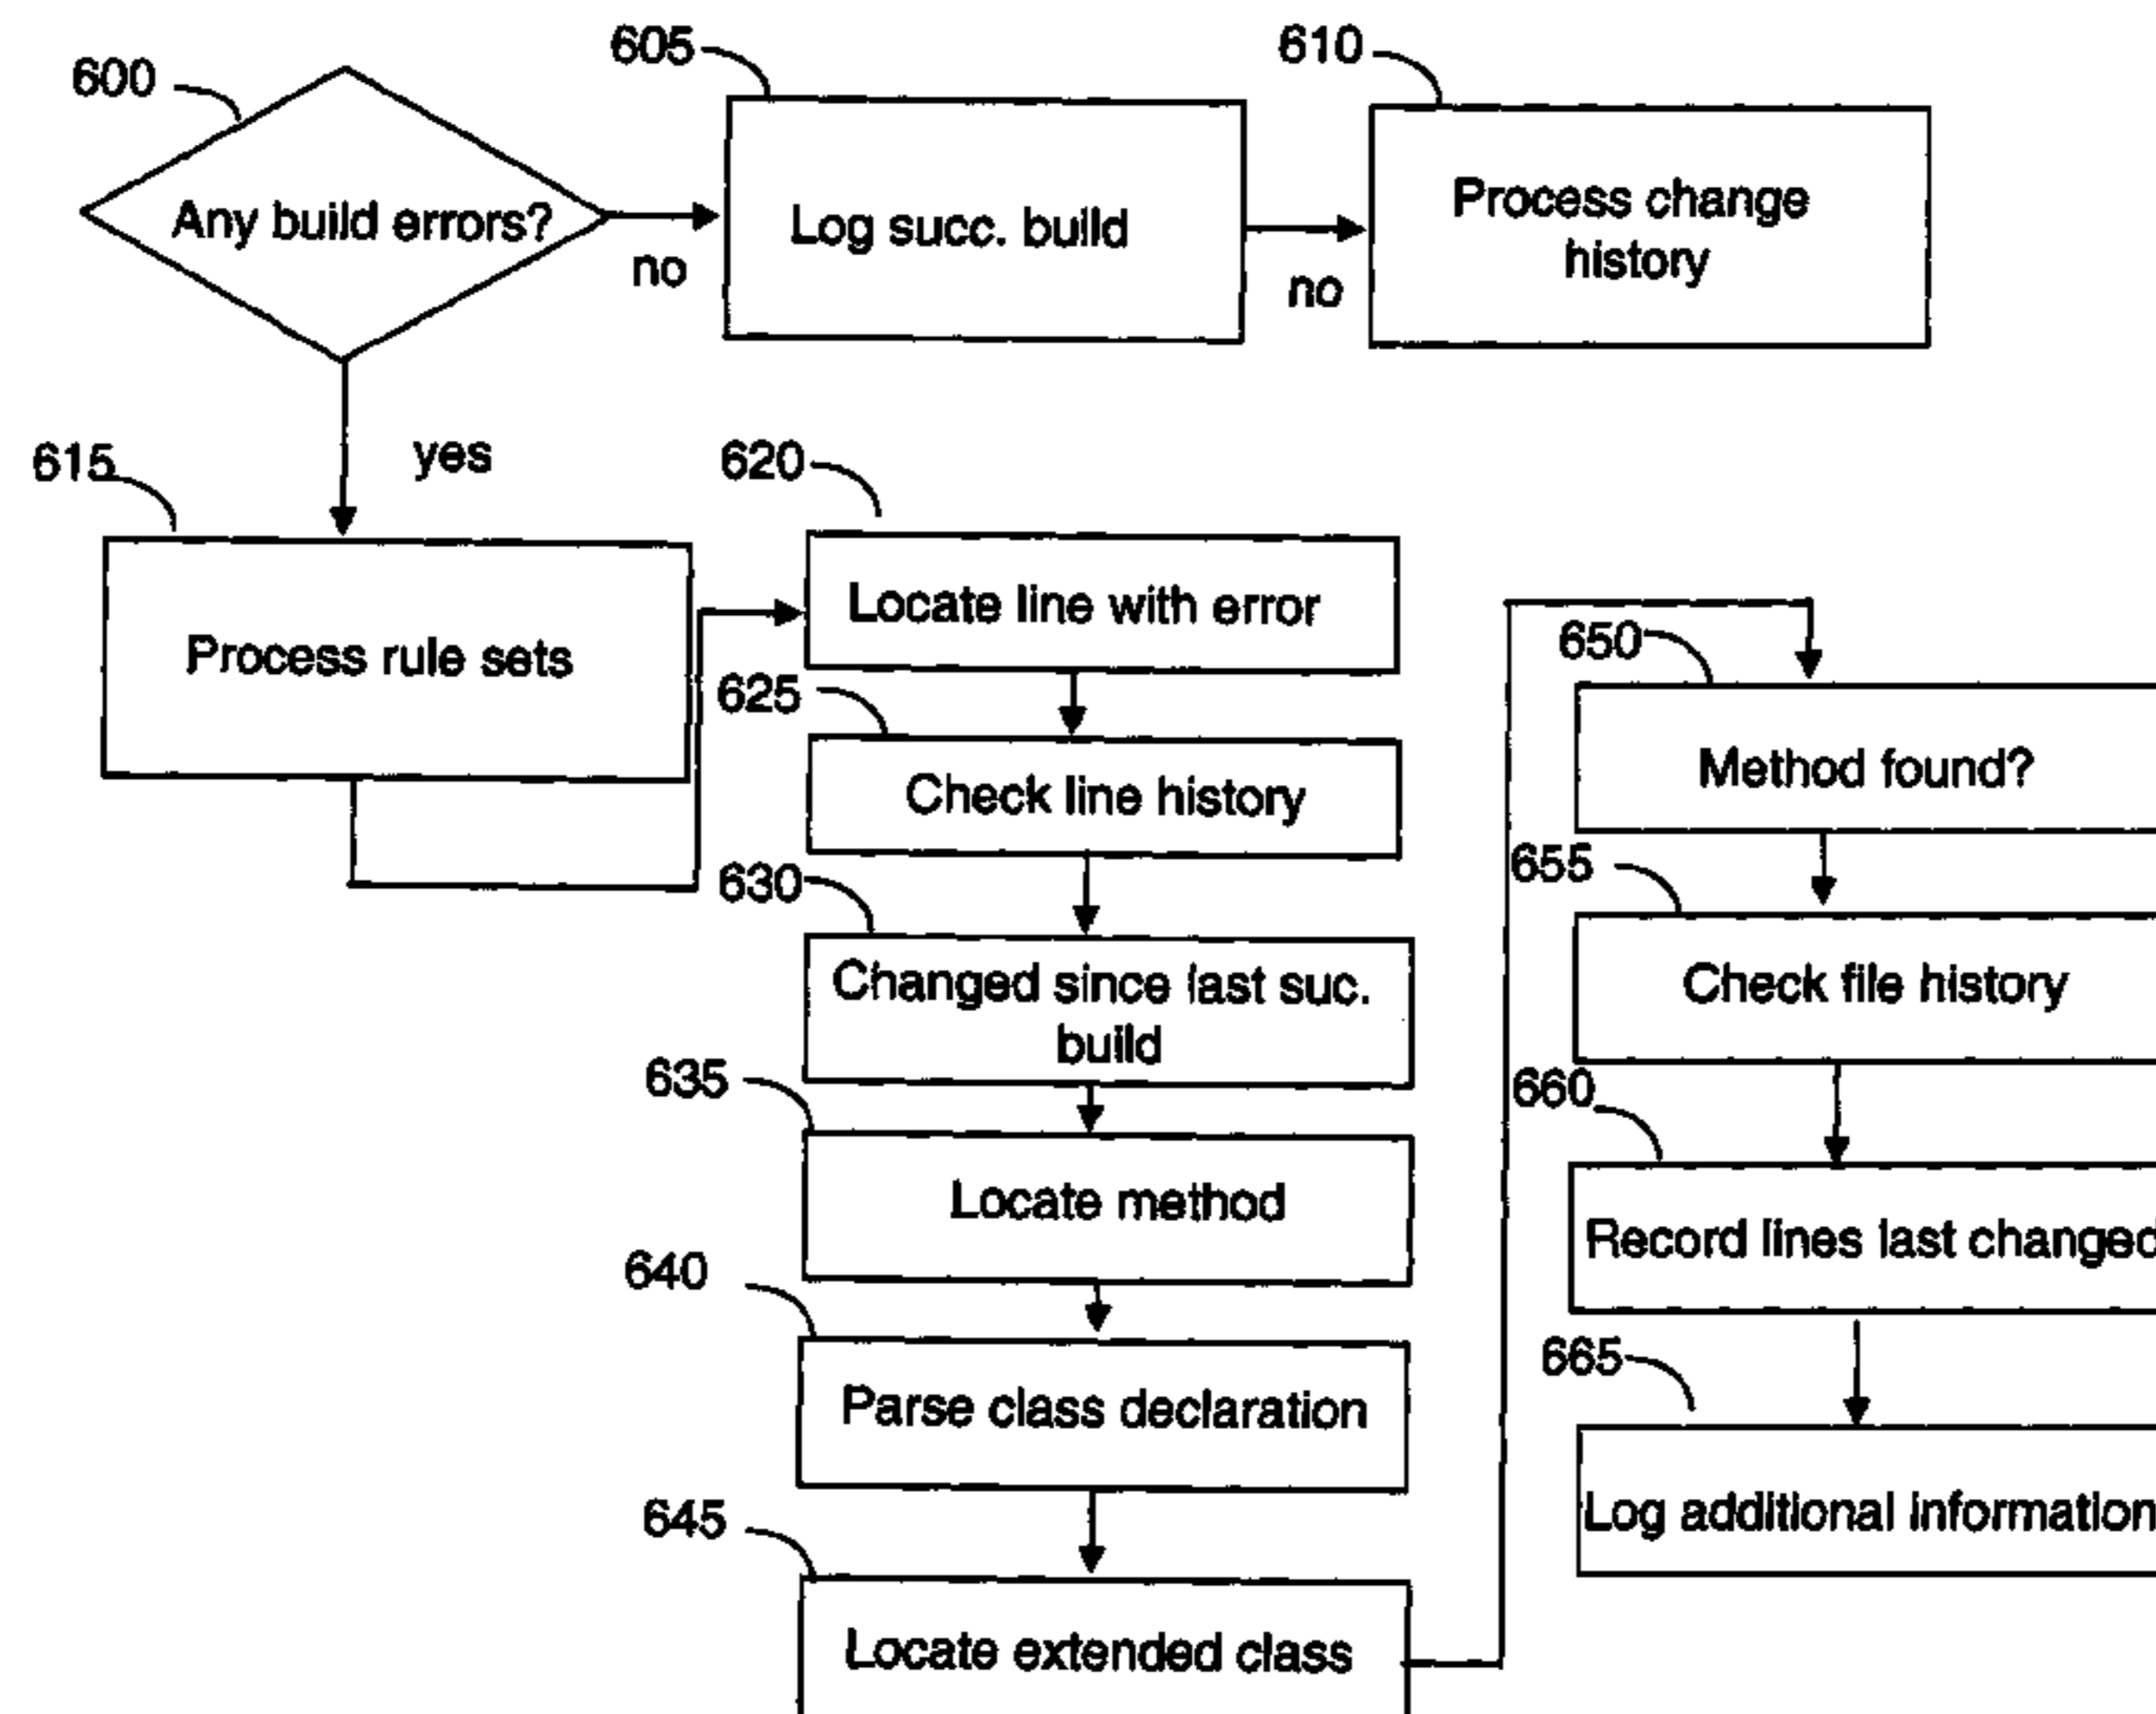 600
Any build errors?
no
605
Log succ. build
no
610
Process change
history
yes
615
Process rule sets
620
Locate line with error
625
Check line history
630
Changed since last suc.
build
635
Locate method
640
Parse class declaration
645
Locate extended class
650
Method found?
655
Check file history
660
Record lines last changed
665
Log additional information